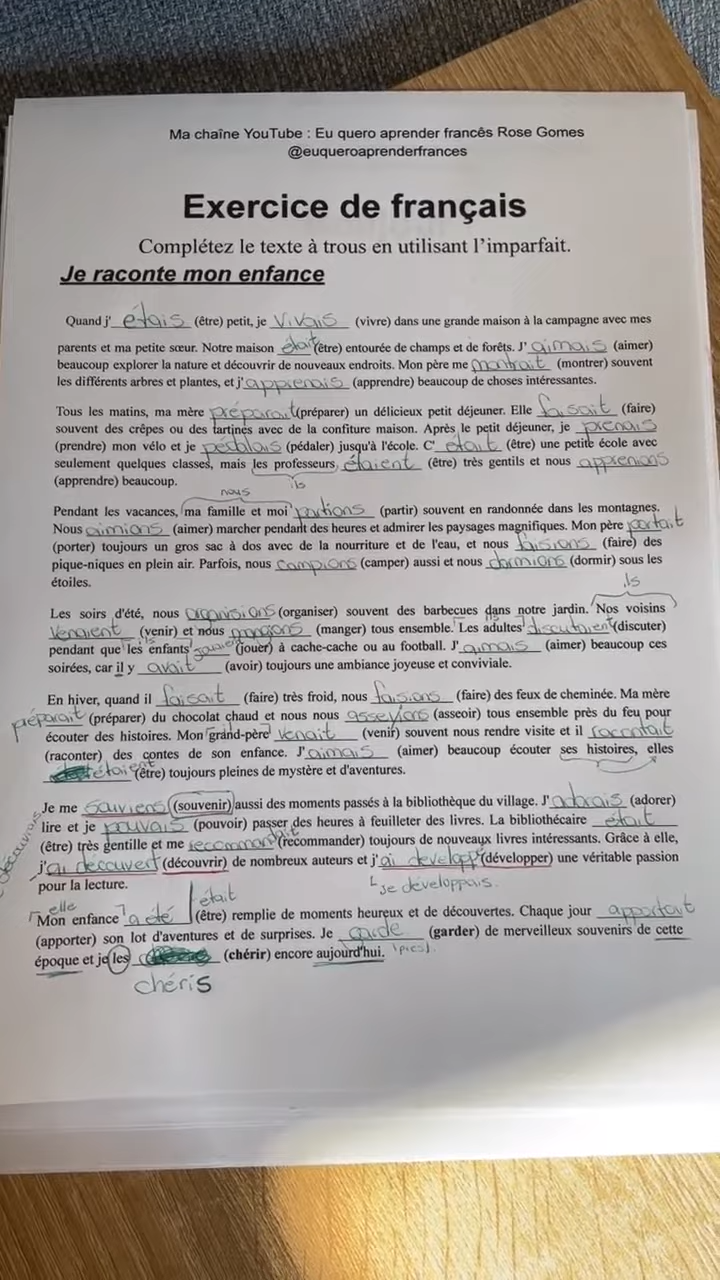 Ma chaîne YouTube : Eu quero aprender francês Rose Gomes
@euqueroaprenderfrances
Exercice de français
Complétez le texte à trous en utilisant l'imparfait.
Je raconte mon enfance
Quand j' étais (être) petit, je vivais (vivre) dans une grande maison à la campagne avec mes
parents et ma petite sœur. Notre maison était (être) entourée de champs et de forêts. J' aimais (aimer)
beaucoup explorer la nature et découvrir de nouveaux endroits. Mon père me montrait (montrer) souvent
les différents arbres et plantes, et j' apprenais (apprendre) beaucoup de choses intéressantes.
Tous les matins, ma mère préparait (préparer) un délicieux petit déjeuner. Elle faisait (faire)
souvent des crêpes ou des tartines avec de la confiture maison. Après le petit déjeuner, je prenais
(prendre) mon vélo et je pédalais (pédaler) jusqu'à l'école. C' était (être) une petite école avec
seulement quelques classes, mais les professeurs étaient (être) très gentils et nous apprenions
(apprendre) beaucoup.
ils
nous
Pendant les vacances, ma famille et moi partions (partir) souvent en randonnée dans les montagnes.
Nous aimions (aimer) marcher pendant des heures et admirer les paysages magnifiques. Mon père portait
(porter) toujours un gros sac à dos avec de la nourriture et de l'eau, et nous faisions (faire) des
pique-niques en plein air. Parfois, nous campions (camper) aussi et nous dormions (dormir) sous les
étoiles.
ils
Les soirs d'été, nous organisions (organiser) souvent des barbecues dans notre jardin. Nos voisins
venaient (venir) et nous mangions (manger) tous ensemble. Les adultes ils discutaient (discuter)
pendant que les enfants ils jouaient (jouer) à cache-cache ou au football. J' aimais (aimer) beaucoup ces
soirées, car il y avait (avoir) toujours une ambiance joyeuse et conviviale.
En hiver, quand il faisait (faire) très froid, nous faisions (faire) des feux de cheminée. Ma mère
préparait (préparer) du chocolat chaud et nous nous asseyions (asseoir) tous ensemble près du feu pour
écouter des histoires. Mon grand-père venait (venir) souvent nous rendre visite et il racontait
(raconter) des contes de son enfance. J' aimais (aimer) beaucoup écouter ses histoires, elles
étaient (être) toujours pleines de mystère et d'aventures.
Je me souviens (souvenir) aussi des moments passés à la bibliothèque du village. J' adorais (adorer)
lire et je pouvais (pouvoir) passer des heures à feuilleter des livres. La bibliothécaire était
(être) très gentille et me recommandait (recommander) toujours de nouveaux livres intéressants. Grâce à elle,
découvrais
j' ai découvert (découvrir) de nombreux auteurs et j' ai développ (développer) une véritable passion
pour la lecture.
je développais.
elle
était
Mon enfance a été (être) remplie de moments heureux et de découvertes. Chaque jour apportait
(apporter) son lot d'aventures et de surprises. Je garde (garder) de merveilleux souvenirs de cette
époque et je les (chérir) encore aujourd'hui. (pres).
chéris